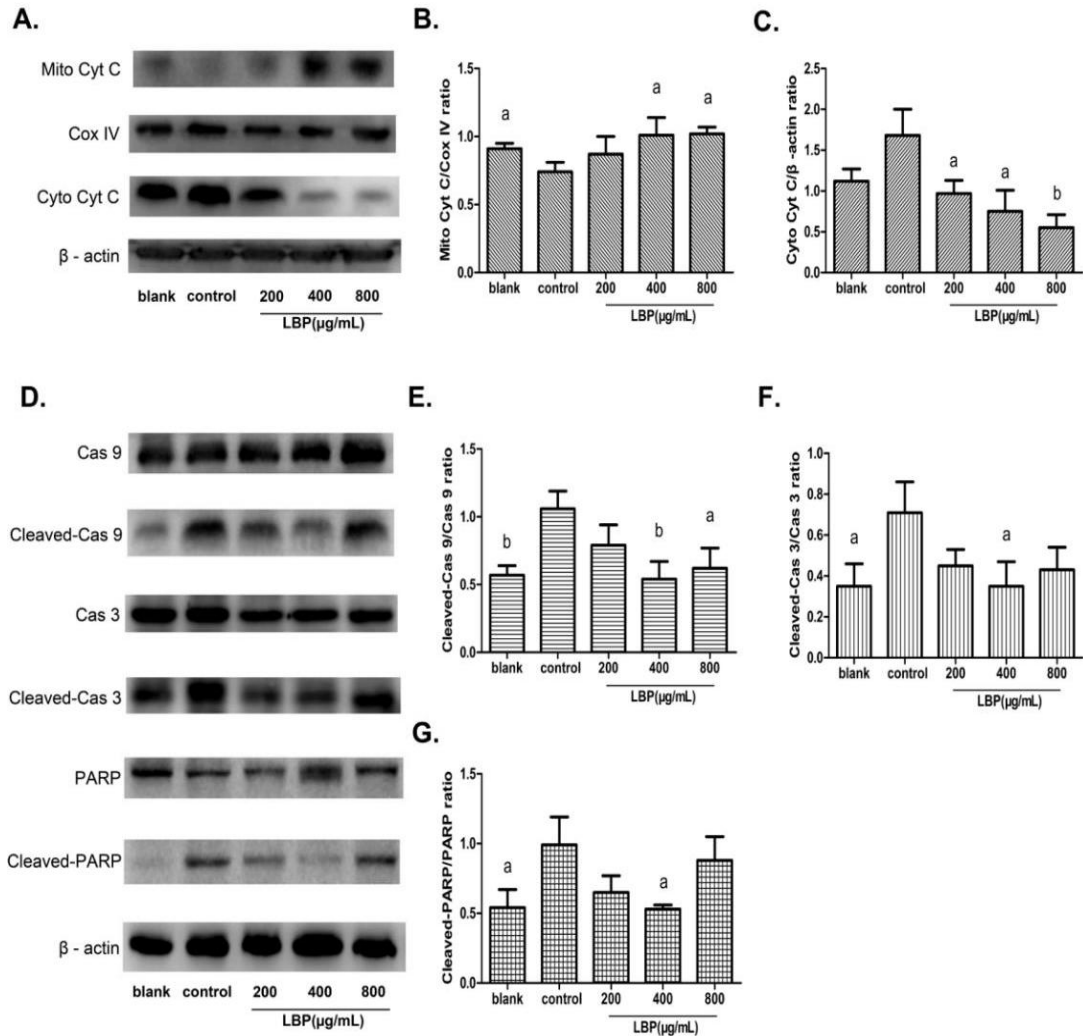 A.
Mito Cyt C
Cox IV
Cyto Cyt C
β - actin
blank control 200 400 800
LBP(μg/mL)
B.
Mito Cyt C/Cox IV ratio
1.5
1.0
0.5
0.0
a a a
blank control 200 400 800
LBP(μg/mL)
C.
Cyto Cyt C/β -actin ratio
2.5
2.0
1.5
1.0
0.5
0.0
a a b
blank control 200 400 800
LBP(μg/mL)
D.
Cas 9
Cleaved-Cas 9
Cas 3
Cleaved-Cas 3
PARP
Cleaved-PARP
β - actin
blank control 200 400 800
LBP(μg/mL)
E.
Cleaved-Cas 9/Cas 9 ratio
1.5
1.0
0.5
0.0
b b a
blank control 200 400 800
LBP(μg/mL)
F.
Cleaved-Cas 3/Cas 3 ratio
1.0
0.8
0.6
0.4
0.2
0.0
a a
blank control 200 400 800
LBP(μg/mL)
G.
Cleaved-PARP/PARP ratio
1.5
1.0
0.5
0.0
a a
blank control 200 400 800
LBP(μg/mL)